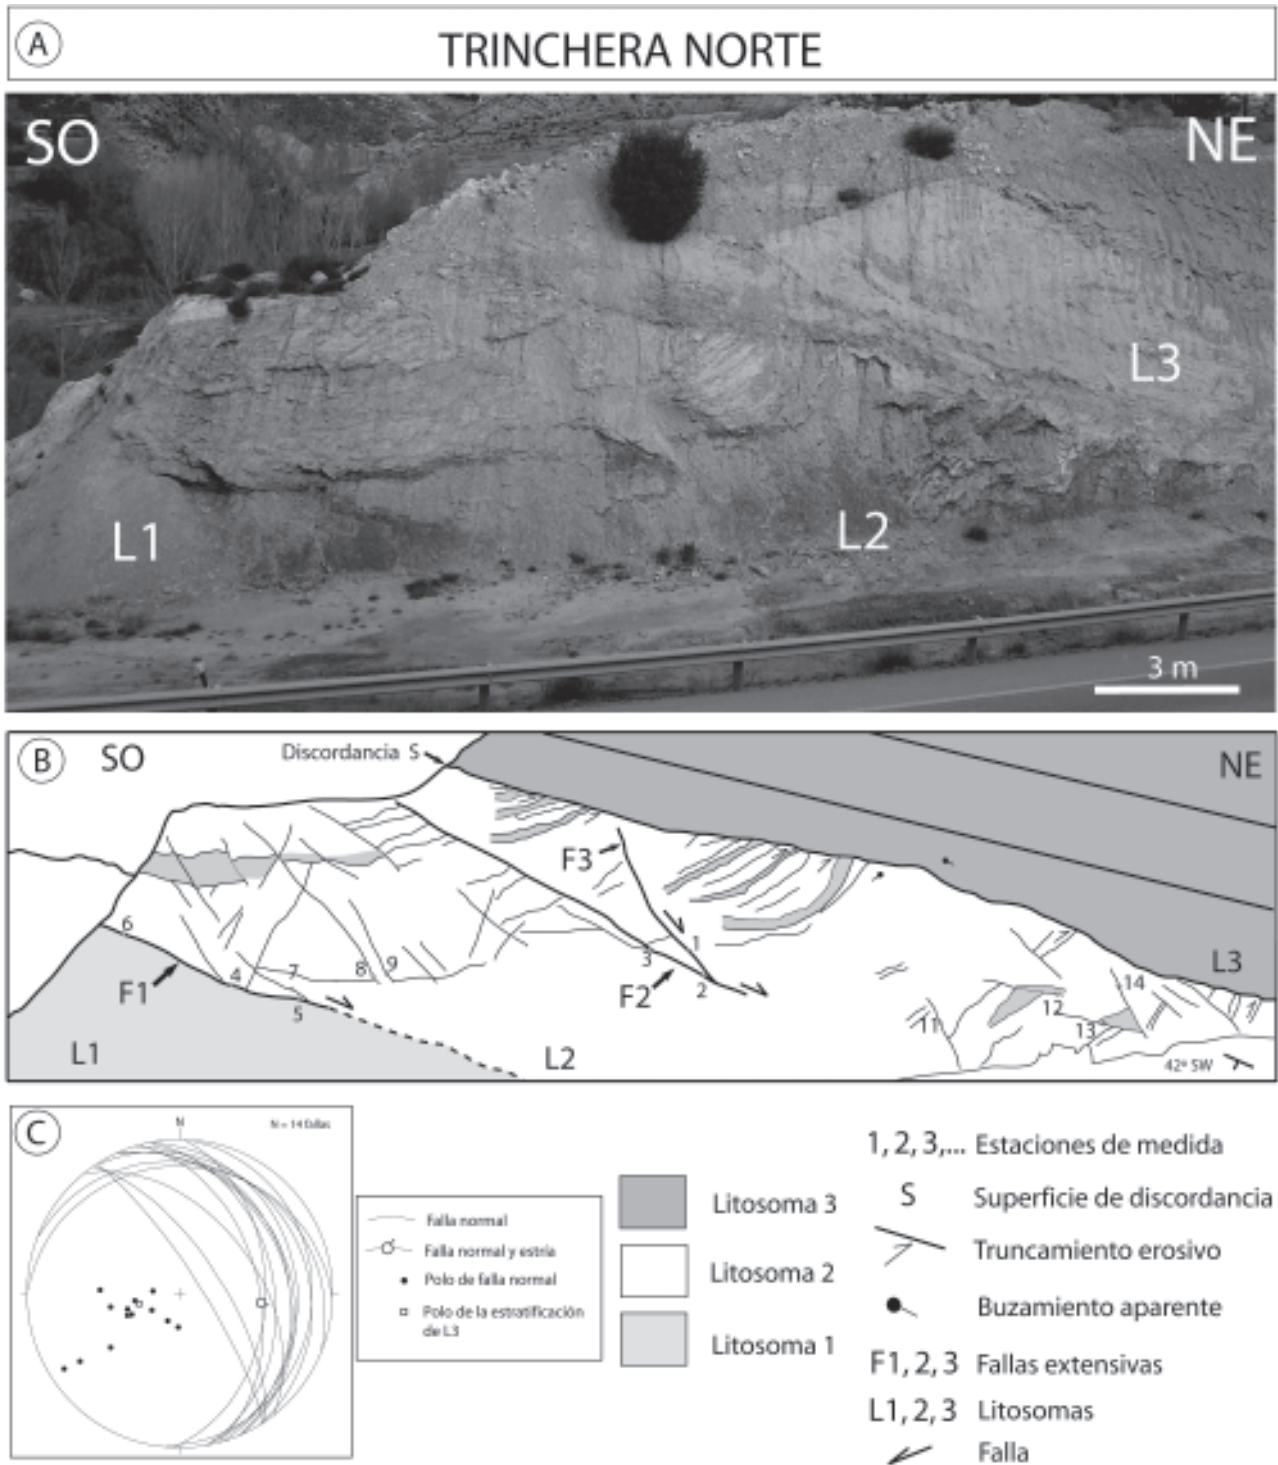 A
TRINCHERA NORTE
SO
NE
L3
L1
L2
3 m
B
SO
Discordancia S
NE
F3
6
1
4
7
8
9
3
F1
F2
2
5
L3
14
12
11
13
L1
L2
42º SW
C
N
N = 14 fallas
Falla normal
Falla normal y estría
Polo de falla normal
Polo de la estratificación
de L3
Litosoma 3
Litosoma 2
Litosoma 1
1, 2, 3,... Estaciones de medida
S Superficie de discordancia
Truncamiento erosivo
Buzamiento aparente
F1, 2, 3 Fallas extensivas
L1, 2, 3 Litosomas
Falla